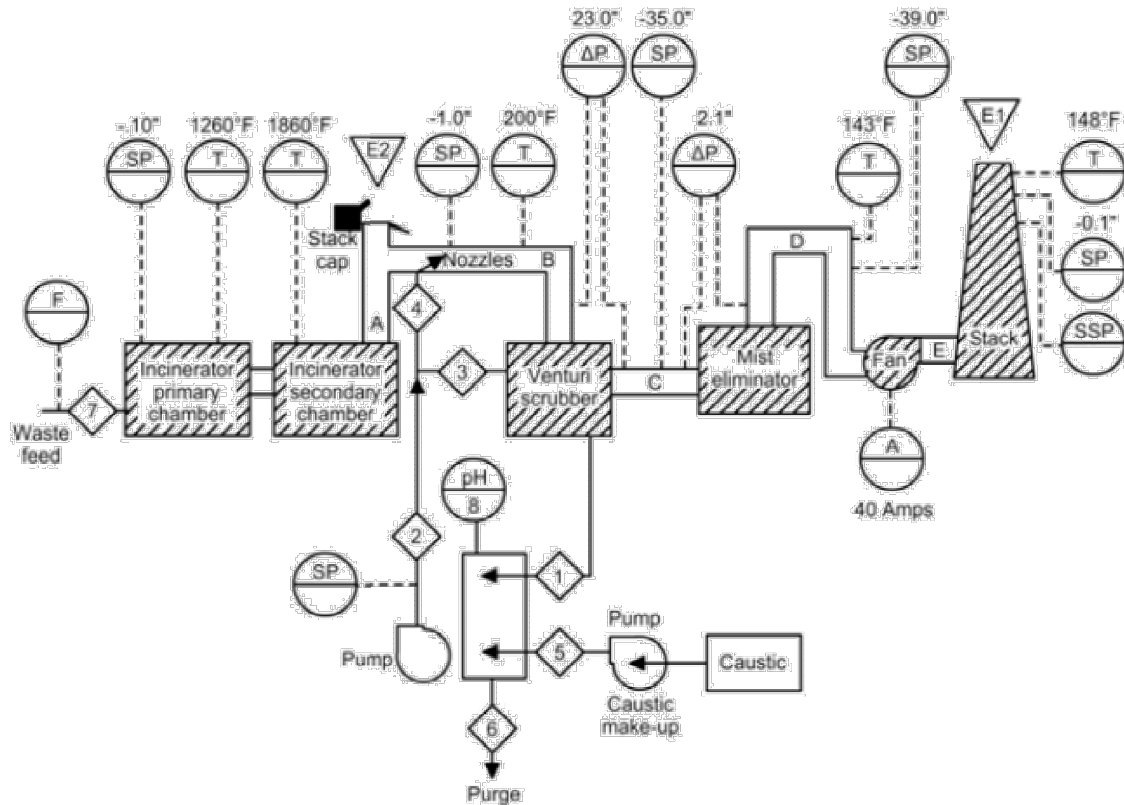 23.0" -35.0" -39.0"
ΔP SP SP
-.10" 1260°F 1860°F -1.0" 200°F 2.1" 143°F 148°F
SP T T E2 SP T ΔP T E1 T
-0.1"
SP
SSP
Stack
cap
Nozzles B D
F 4 A
7 Incinerator
primary
chamber
Incinerator
secondary
chamber
3 Venturi
scrubber
C Mist
eliminator
Fan E Stack
Waste
feed
A
40 Amps
pH
8
2
SP
1
Pump
Pump
5 Caustic
Caustic
make-up
6
Purge